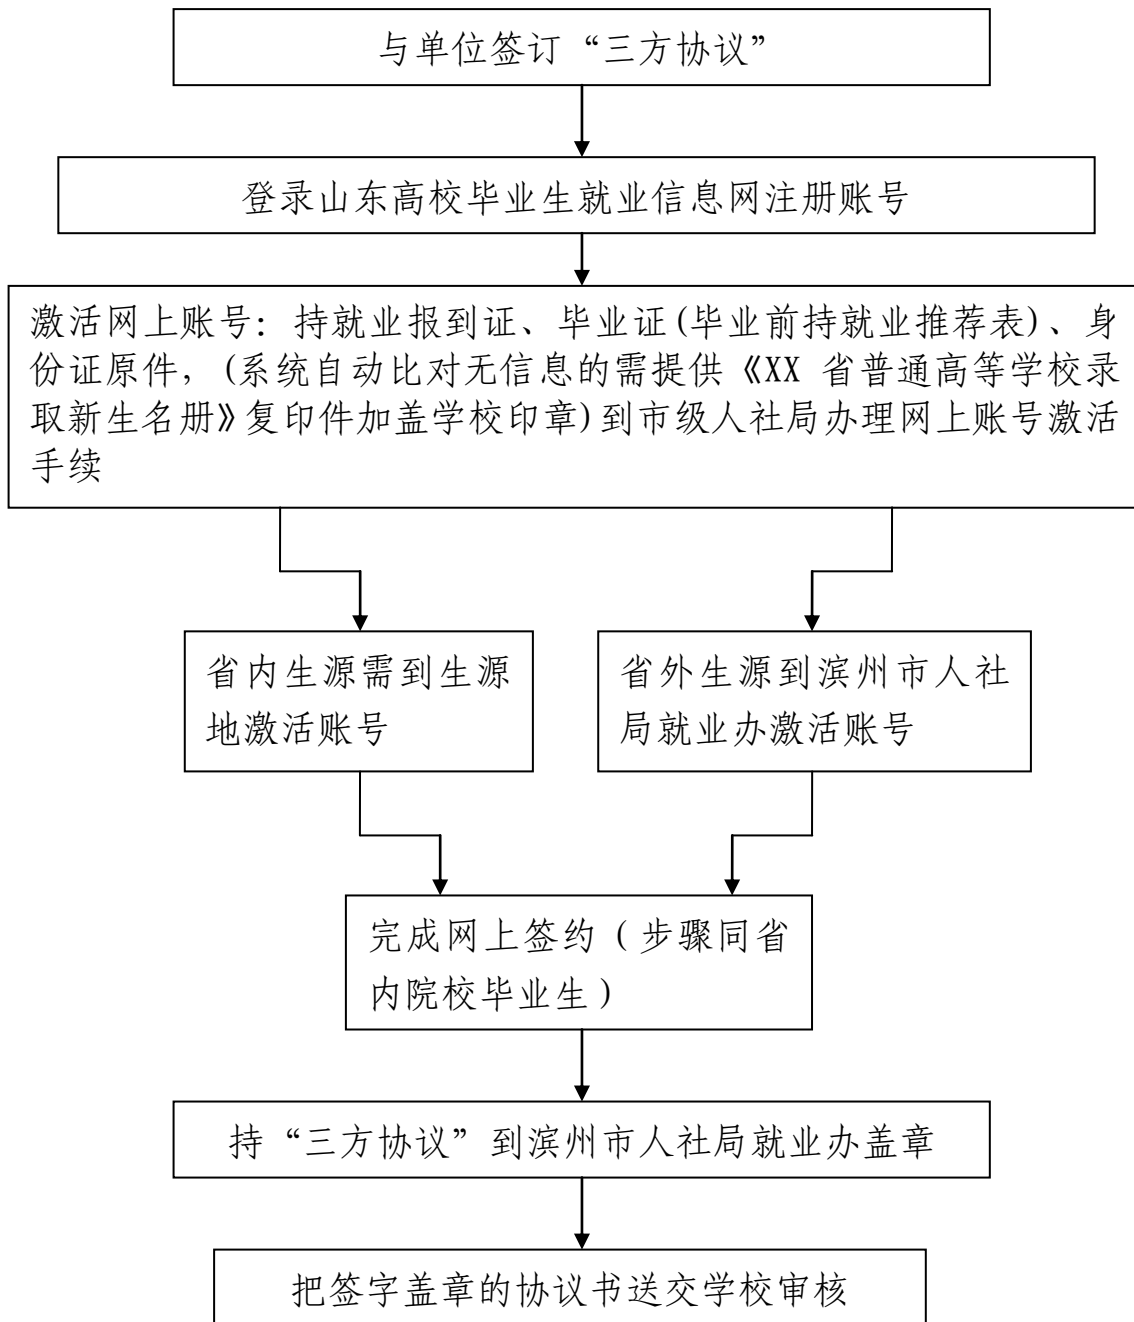 与单位签订“三方协议”
登录山东高校毕业生就业信息网注册账号
激活网上账号：持就业报到证、毕业证(毕业前持就业推荐表)、身
份证原件，(系统自动比对无信息的需提供《XX 省普通高等学校录
取新生名册》复印件加盖学校印章)到市级人社局办理网上账号激活
手续
省内生源需到生源
地激活账号
省外生源到滨州市人社
局就业办激活账号
完成网上签约（步骤同省
内院校毕业生）
持“三方协议”到滨州市人社局就业办盖章
把签字盖章的协议书送交学校审核